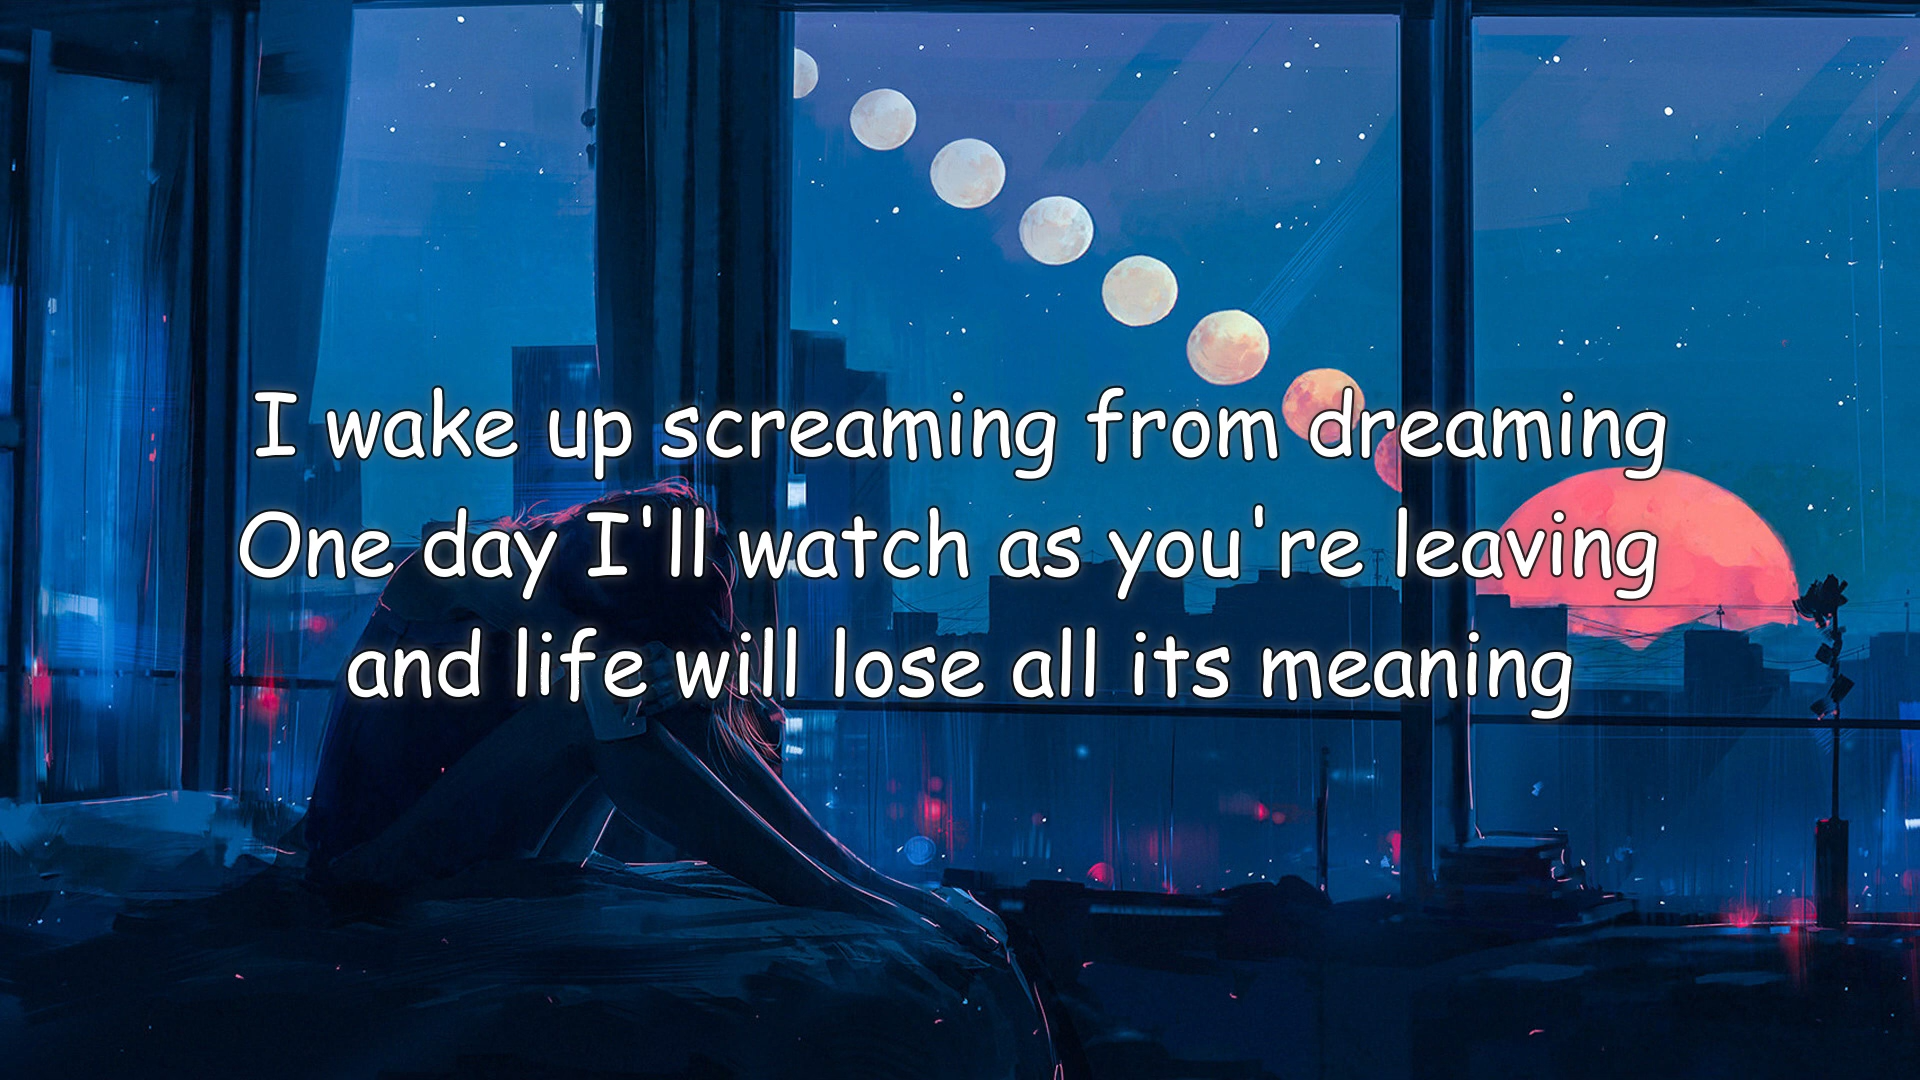 I wake up screaming from dreaming
One day I'll watch as you're leaving
and life will lose all its meaning